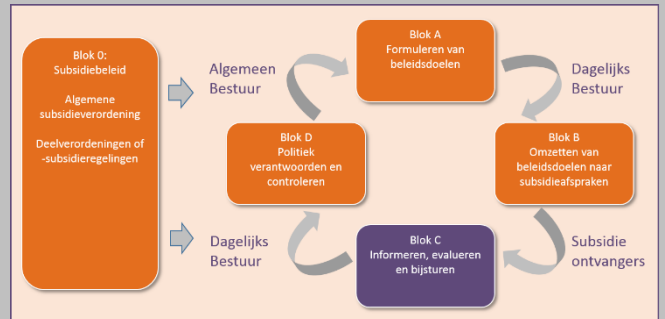 Blok 0:
Subsidiebeleid
Algemene
subsidieverordening
Deelverordeningen of
-subsidieregelingen
Algemeen
Bestuur
Blok A
Formuleren van
beleidsdoelen
Dagelijks
Bestuur
Blok D
Politiek
verantwoorden en
controleren
Blok B
Omzetten van
beleidsdoelen naar
subsidieafspraken
Dagelijks
Bestuur
Blok C
Informeren, evalueren
en bijsturen
Subsidie
ontvangers